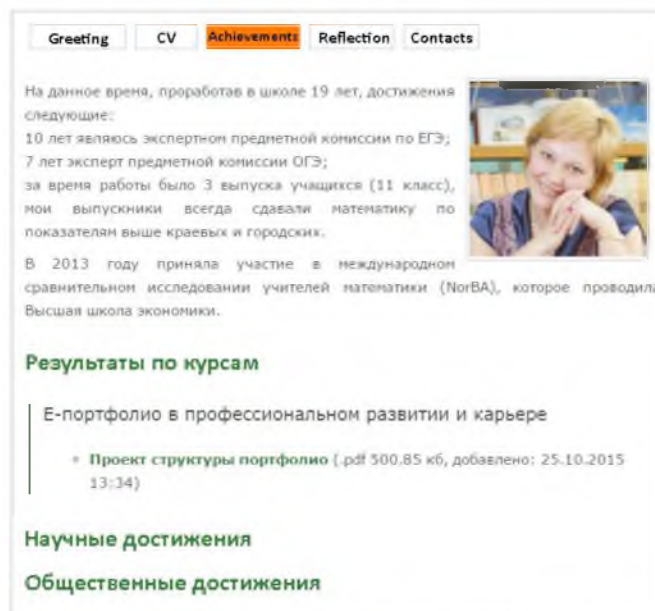 Greeting CV Achievements Reflection Contacts
На данное время, проработав в школе 19 лет, достижения
следующие:
10 лет являюсь экспертном предметной комиссии по ЕГЭ;
7 лет эксперт предметной комиссии ОГЭ;
за время работы было 3 выпуска учащихся (11 класс),
мои выпускники всегда сдавали математику по
показателям выше краевых и городских.
В 2013 году приняла участие в международном
сравнительном исследовании учителей математики (NorBA), которое проводила
Высшая школа экономики.
Результаты по курсам
Е-портфолио в профессиональном развитии и карьере
Проект структуры портфолио (.pdf 500.85 кб, добавлено: 25.10.2015
13:34)
Научные достижения
Общественные достижения